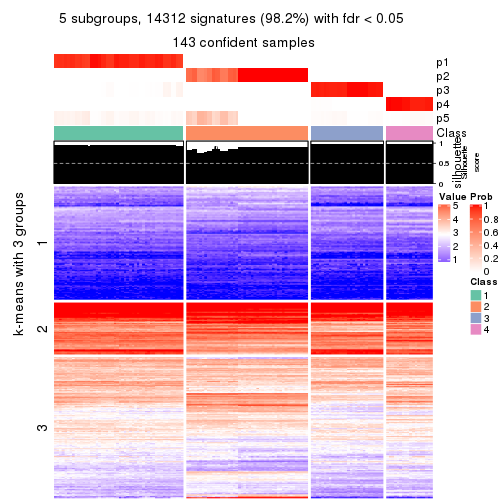 5 subgroups, 14312 signatures (98.2%) with fdr < 0.05
143 confident samples
p1
p2
p3
p4
p5
Class
1
0.5
0
silhouette
Silhouette
score
k-means with 3 groups
1
2
3
Value
5
4
3
2
1
Prob
1
0.8
0.6
0.4
0.2
0
Class
1
2
3
4